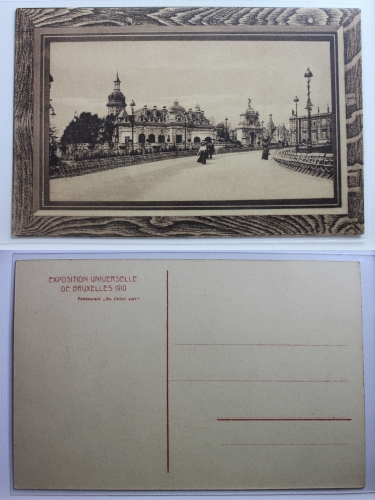 EXPOSITION UNIVERSELLE
DE BRUXELLES 1910
Restaurant „Au Chien vert"